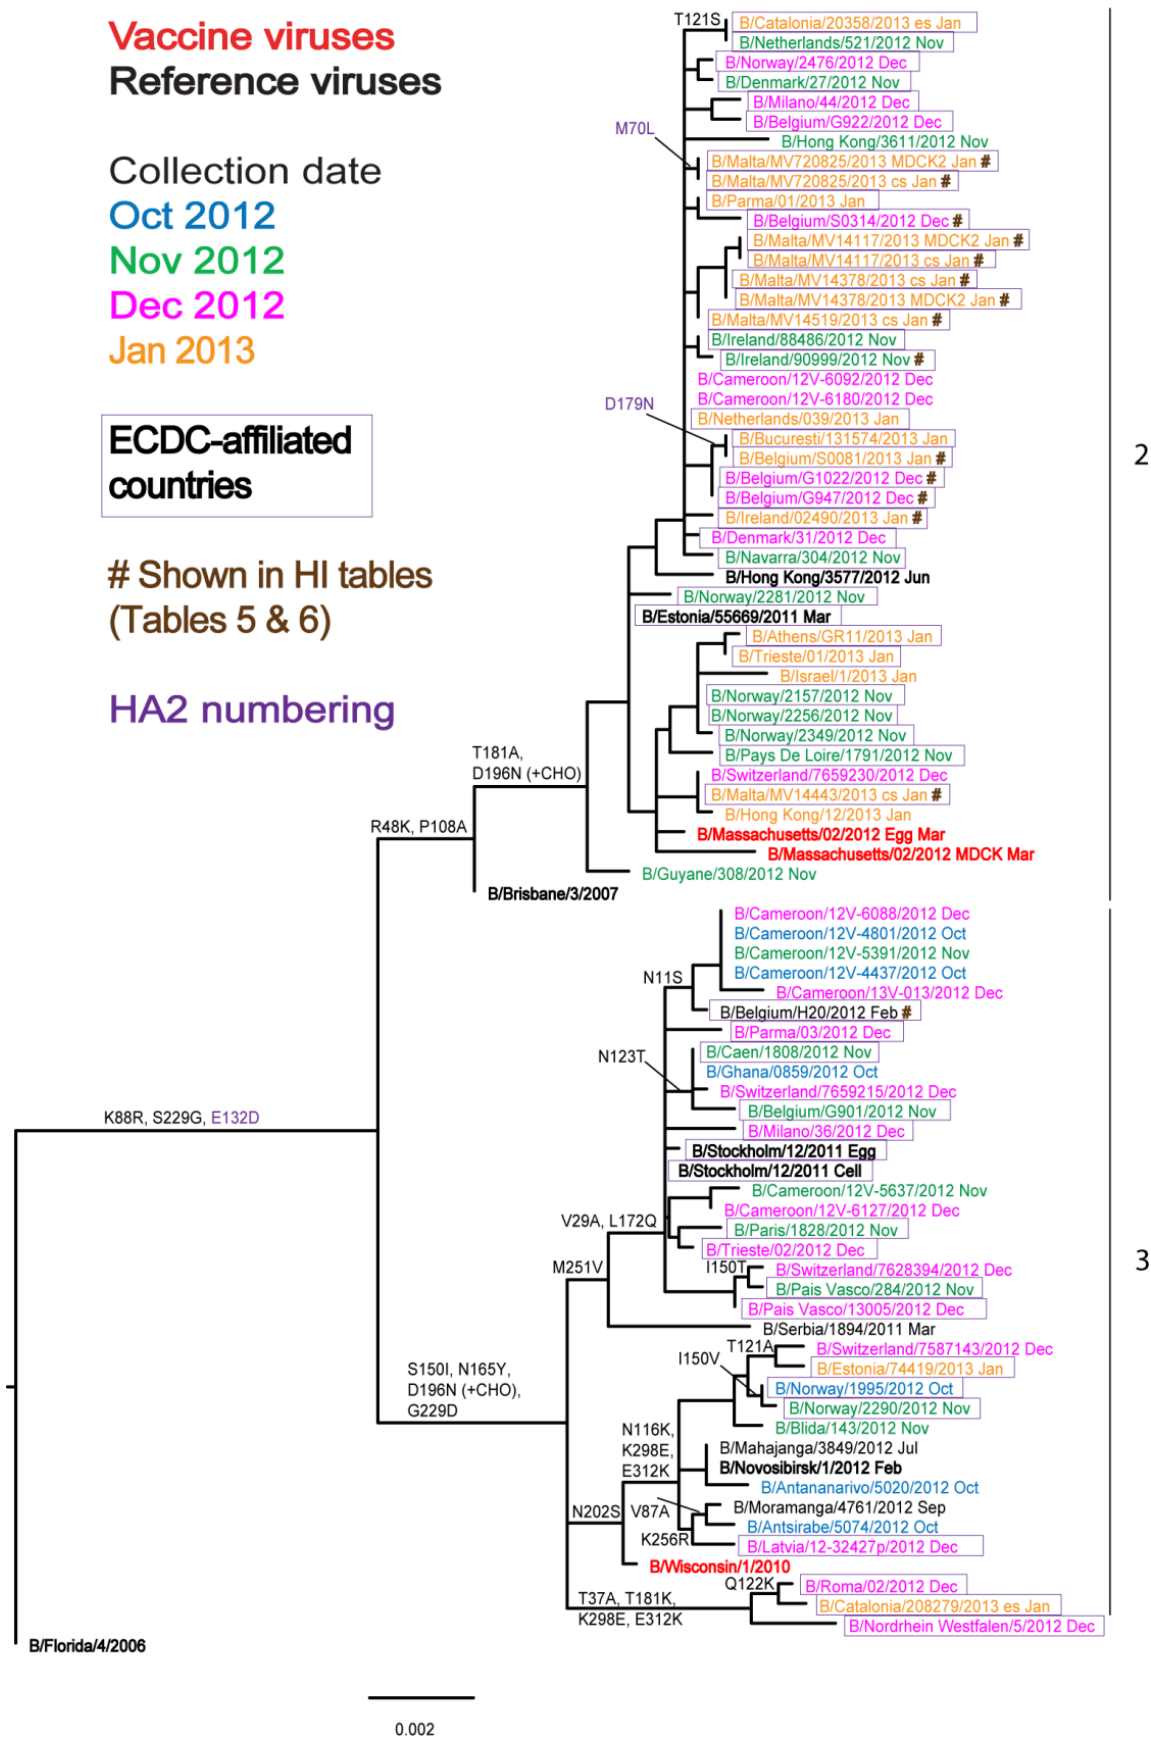 Vaccine viruses
Reference viruses
Collection date
Oct 2012
Nov 2012
Dec 2012
Jan 2013
ECDC-affiliated
countries
# Shown in HI tables
(Tables 5 & 6)
HA2 numbering
T121S
B/Catalonia/20358/2013 es Jan
B/Netherlands/521/2012 Nov
B/Norway/2476/2012 Dec
B/Denmark/27/2012 Nov
B/Milano/44/2012 Dec
B/Belgium/G922/2012 Dec
M70L
B/Hong Kong/3611/2012 Nov
B/Malta/MV720825/2013 MDCK2 Jan #
B/Malta/MV720825/2013 cs Jan #
B/Parma/01/2013 Jan
B/Belgium/S0314/2012 Dec #
B/Malta/MV14117/2013 MDCK2 Jan #
B/Malta/MV14117/2013 cs Jan #
B/Malta/MV14378/2013 cs Jan #
B/Malta/MV14378/2013 MDCK2 Jan #
B/Malta/MV14519/2013 cs Jan #
B/Ireland/88486/2012 Nov
B/Ireland/90999/2012 Nov #
B/Cameroon/12V-6092/2012 Dec
B/Cameroon/12V-6180/2012 Dec
D179N
B/Netherlands/039/2013 Jan
B/Bucuresti/131574/2013 Jan
B/Belgium/S0081/2013 Jan #
2
B/Belgium/G1022/2012 Dec #
B/Belgium/G947/2012 Dec #
B/Ireland/02490/2013 Jan #
B/Denmark/31/2012 Dec
B/Navarra/304/2012 Nov
B/Hong Kong/3577/2012 Jun
B/Norway/2281/2012 Nov
B/Estonia/55669/2011 Mar
B/Athens/GR11/2013 Jan
B/Trieste/01/2013 Jan
B/Israel/1/2013 Jan
B/Norway/2157/2012 Nov
B/Norway/2256/2012 Nov
B/Norway/2349/2012 Nov
B/Pays De Loire/1791/2012 Nov
T181A,
D196N (+CHO)
B/Switzerland/7659230/2012 Dec
B/Malta/MV14443/2013 cs Jan #
B/Hong Kong/12/2013 Jan
R48K, P108A
B/Massachusetts/02/2012 Egg Mar
B/Massachusetts/02/2012 MDCK Mar
B/Guyane/308/2012 Nov
B/Brisbane/3/2007
B/Cameroon/12V-6088/2012 Dec
B/Cameroon/12V-4801/2012 Oct
B/Cameroon/12V-5391/2012 Nov
B/Cameroon/12V-4437/2012 Oct
N11S
B/Cameroon/13V-013/2012 Dec
B/Belgium/H20/2012 Feb #
B/Parma/03/2012 Dec
N123T
B/Caen/1808/2012 Nov
B/Ghana/0859/2012 Oct
B/Switzerland/7659215/2012 Dec
B/Belgium/G901/2012 Nov
K88R, S229G, E132D
B/Milano/36/2012 Dec
B/Stockholm/12/2011 Egg
B/Stockholm/12/2011 Cell
B/Cameroon/12V-5637/2012 Nov
B/Cameroon/12V-6127/2012 Dec
V29A, L172Q
B/Paris/1828/2012 Nov
B/Trieste/02/2012 Dec
3
M251V
I150T
B/Switzerland/7628394/2012 Dec
B/Pais Vasco/284/2012 Nov
B/Pais Vasco/13005/2012 Dec
B/Serbia/1894/2011 Mar
T121A
B/Switzerland/7587143/2012 Dec
I150V
B/Estonia/74419/2013 Jan
S150I, N165Y,
D196N (+CHO),
G229D
B/Norway/1995/2012 Oct
B/Norway/2290/2012 Nov
B/Blida/143/2012 Nov
N116K,
K298E,
E312K
B/Mahajanga/3849/2012 Jul
B/Novosibirsk/1/2012 Feb
B/Antananarivo/5020/2012 Oct
N202S
V87A
B/Moramanga/4761/2012 Sep
B/Antsirabe/5074/2012 Oct
K256R
B/Latvia/12-32427p/2012 Dec
B/Wisconsin/1/2010
Q122K
B/Roma/02/2012 Dec
T37A, T181K,
K298E, E312K
B/Catalonia/208279/2013 es Jan
B/Nordrhein Westfalen/5/2012 Dec
B/Florida/4/2006
0.002